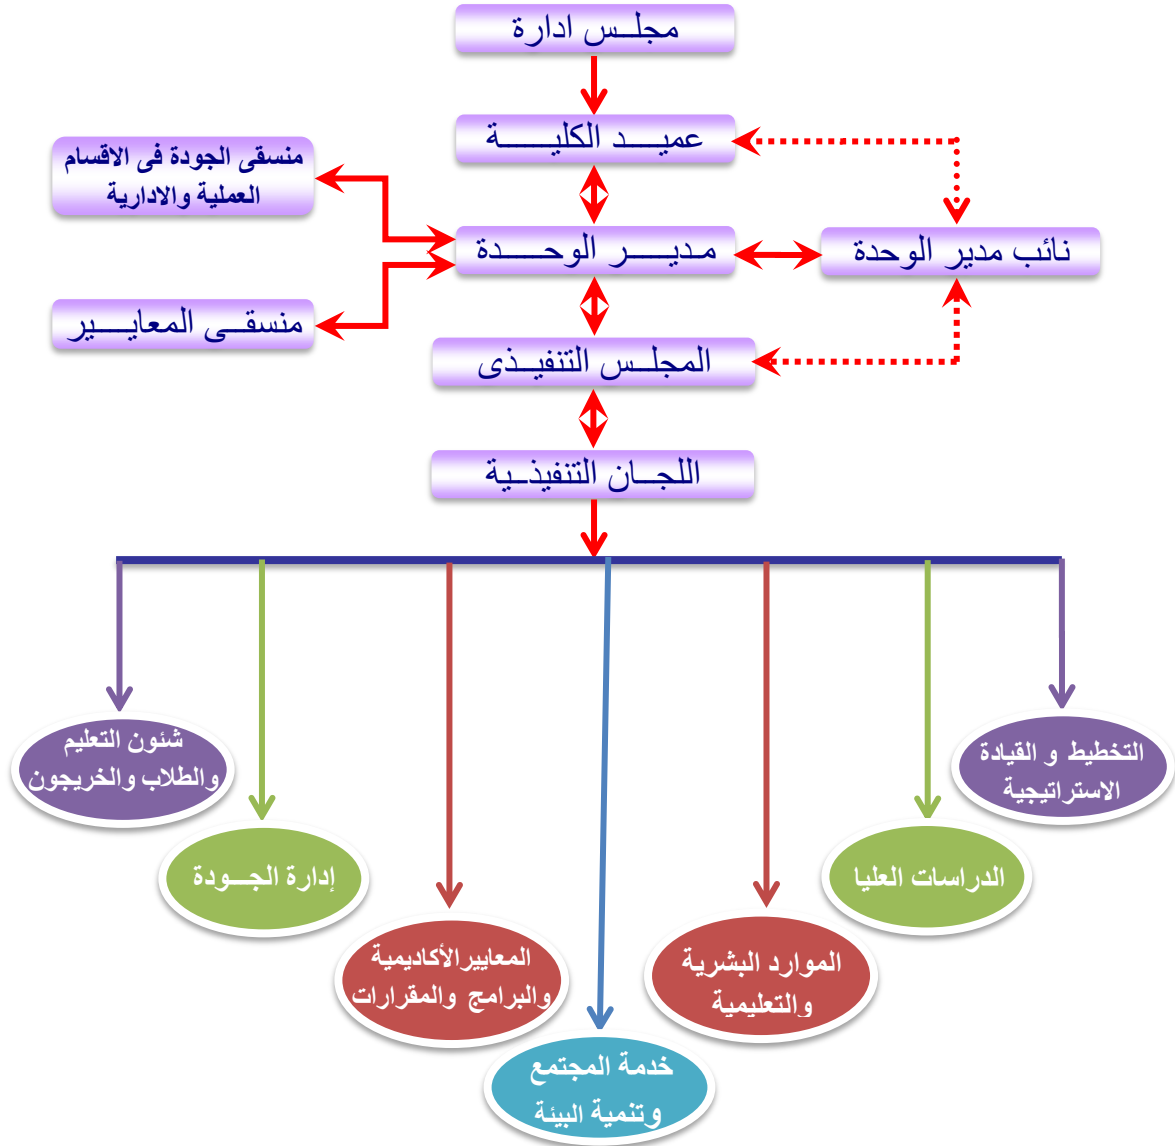 مجلس ادارة
عميد الكلية
منسقى الجودة فى الاقسام
العملية والادارية
مدير الوحدة
نائب مدير الوحدة
منسقى المعايير
المجلس التنفيذى
اللجان التنفيذية
التخطيط و القيادة
الاستراتيجية
شئون التعليم
والطلاب والخريجون
الدراسات العليا
إدارة الجودة
الموارد البشرية
والتعليمية
المعاييرالأكاديمية
والبرامج والمقرارات
خدمة المجتمع
وتنمية البيئة